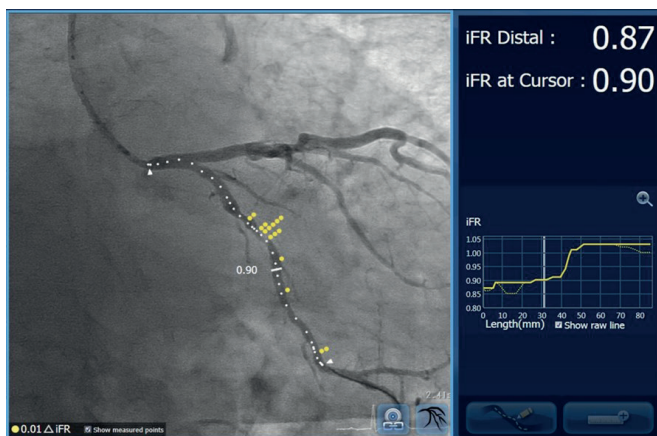 iFR Distal : 0.87
iFR at Cursor : 0.90
0.90
iFR
1.05
1.00
0.95
0.90
0.85
0.80
0 10 20 30 40 50 60 70 80
Length(mm) Show raw line
0.01 △ iFR Show measured points